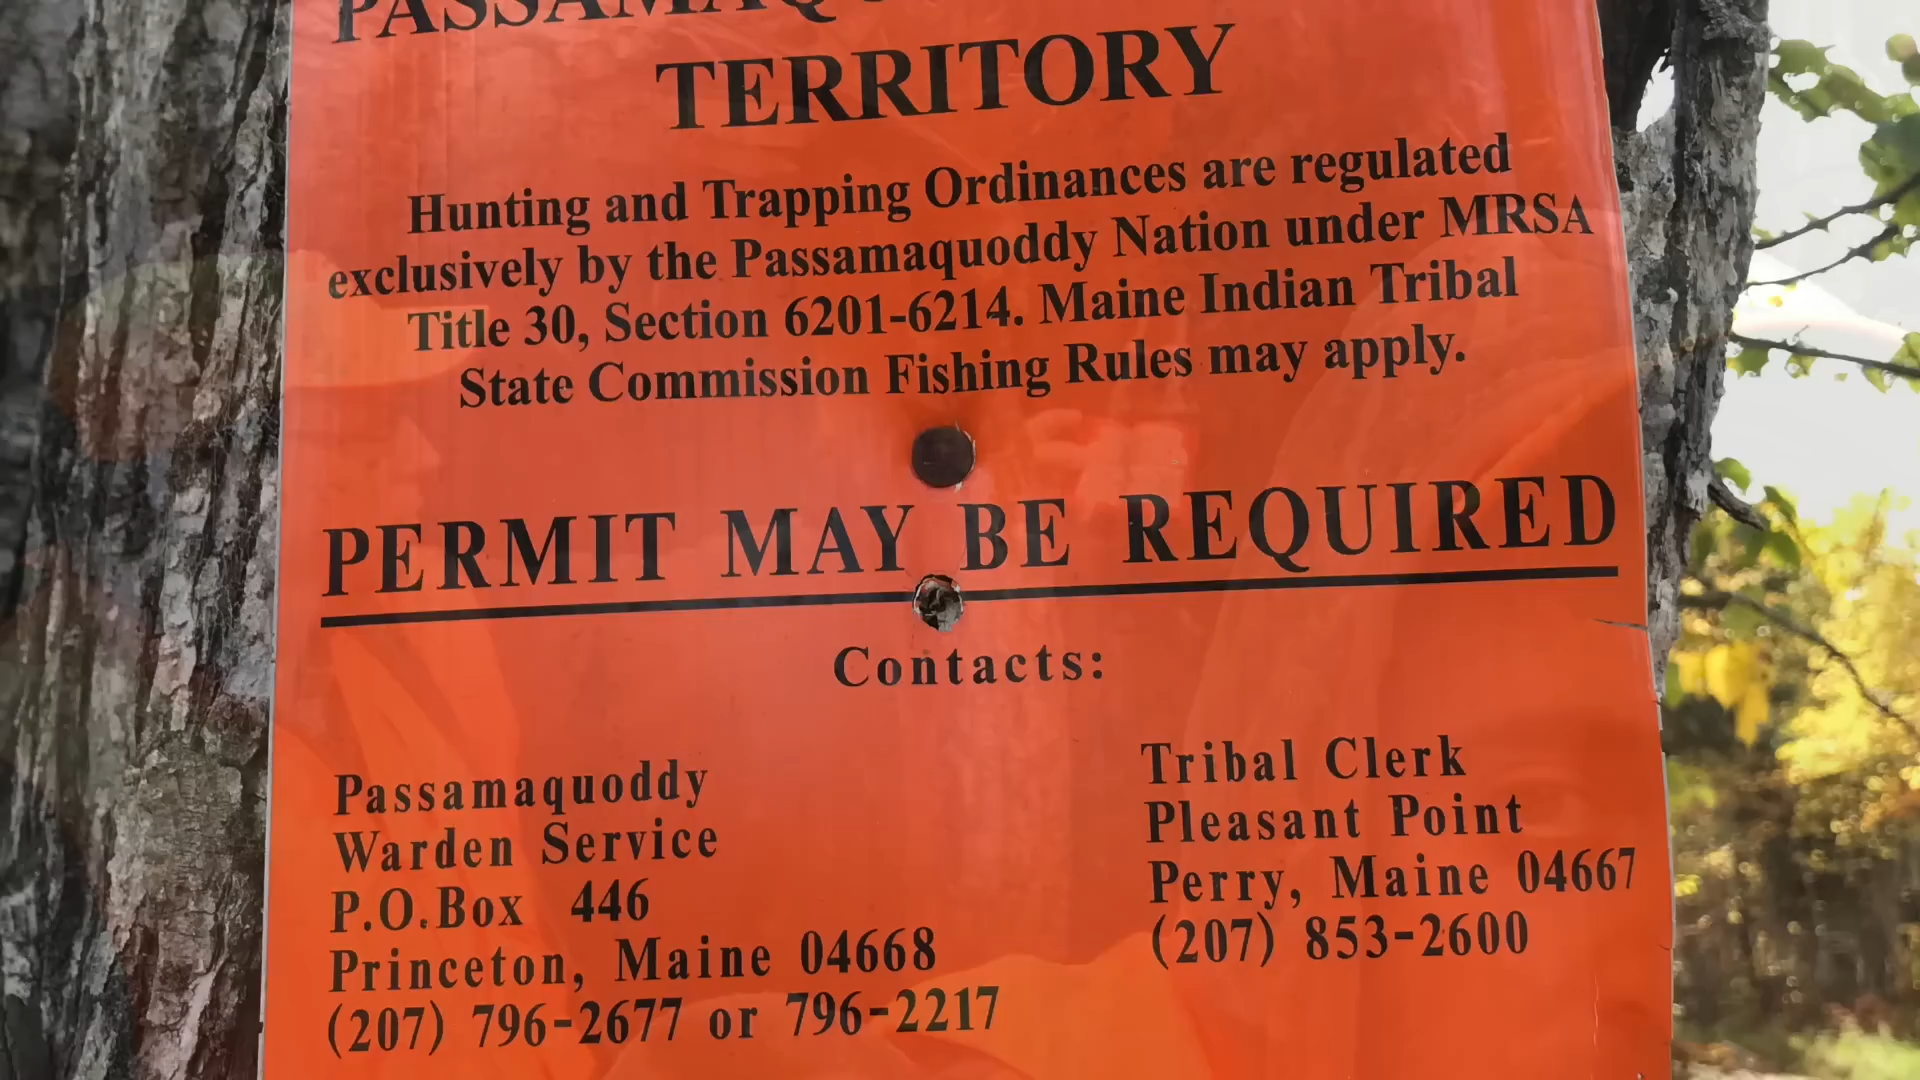 TERRITORY
Hunting and Trapping Ordinances are regulated
exclusively by the Passamaquoddy Nation under MRSA
Title 30, Section 6201-6214. Maine Indian Tribal
State Commission Fishing Rules may apply.
PERMIT MAY BE REQUIRED
Contacts:
Passamaquoddy
Warden Service
P.O.Box 446
Princeton, Maine 04668
(207) 796-2677 or 796-2217
Tribal Clerk
Pleasant Point
Perry, Maine 04667
(207) 853-2600